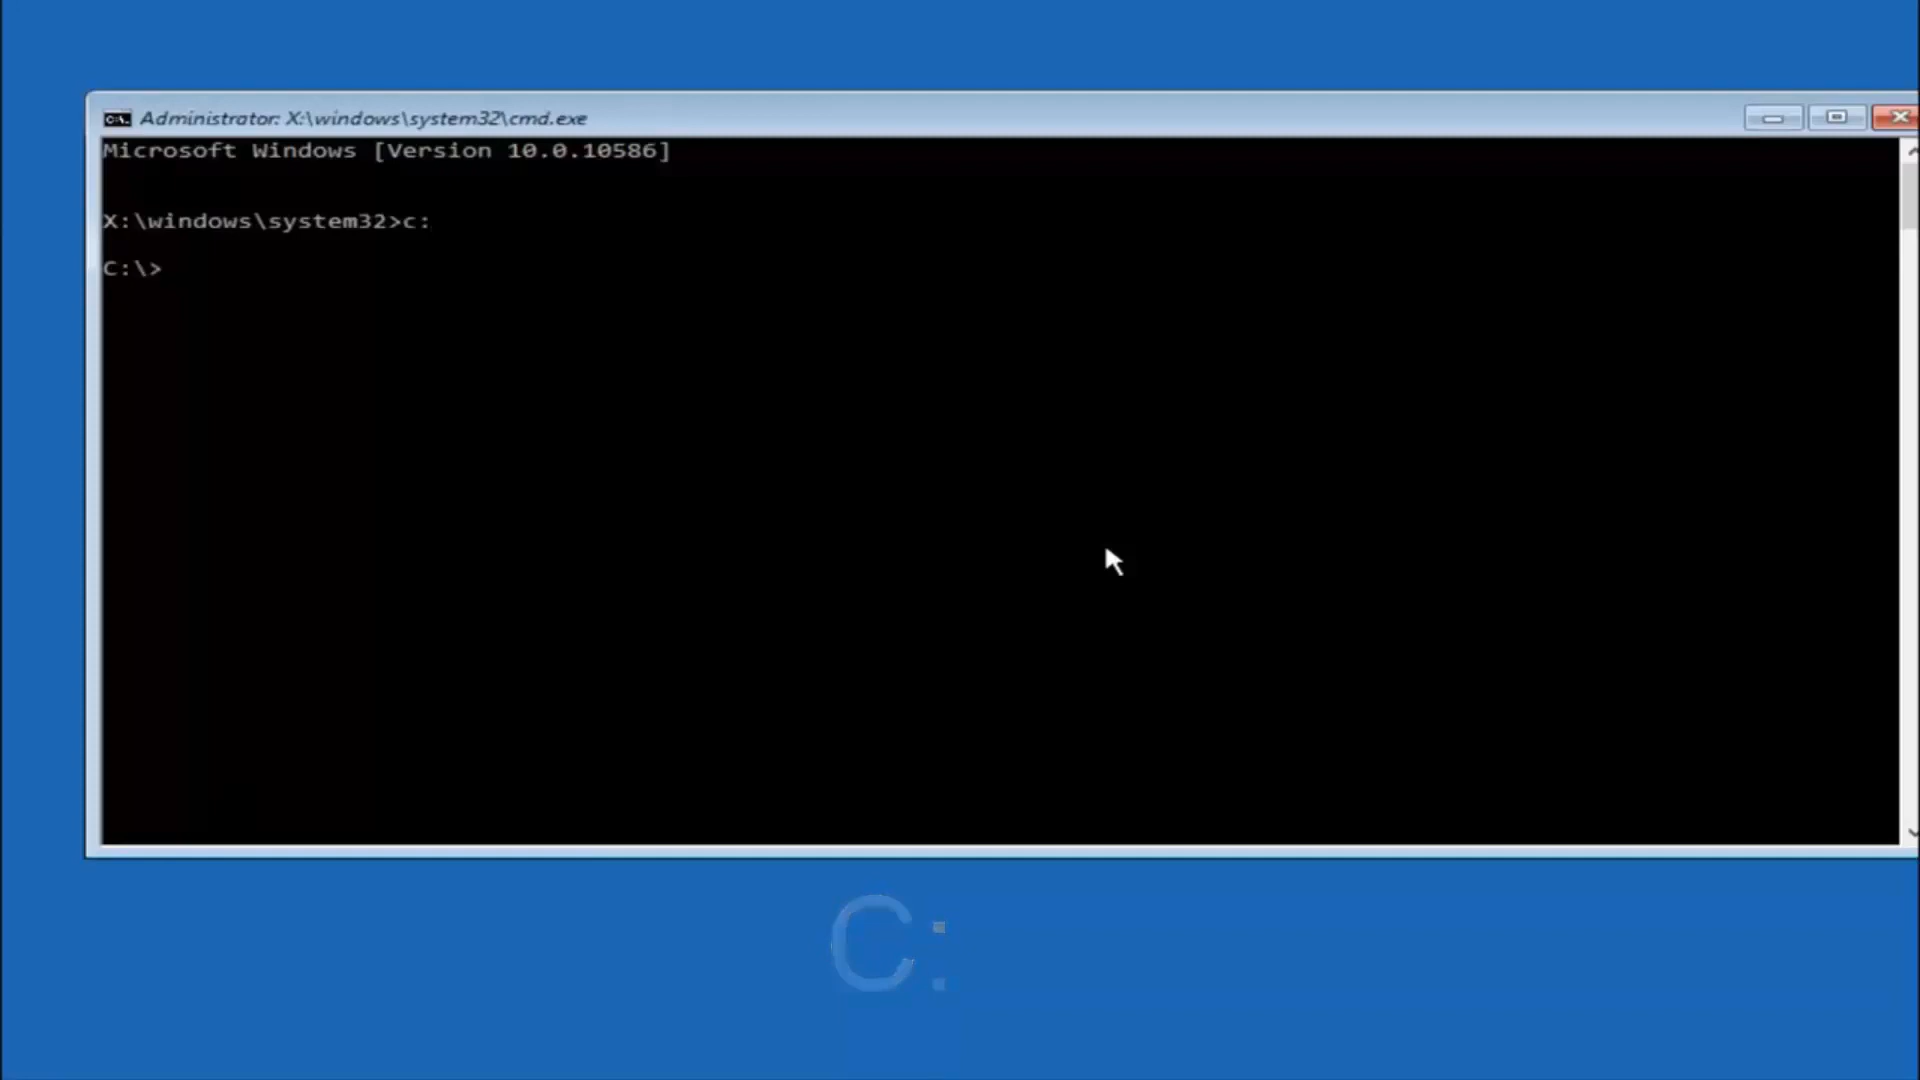 Administrator: X:\windows\system32\cmd.exe
Microsoft Windows [Version 10.0.10586]
X:\windows\system32>c:
C:\>
C: